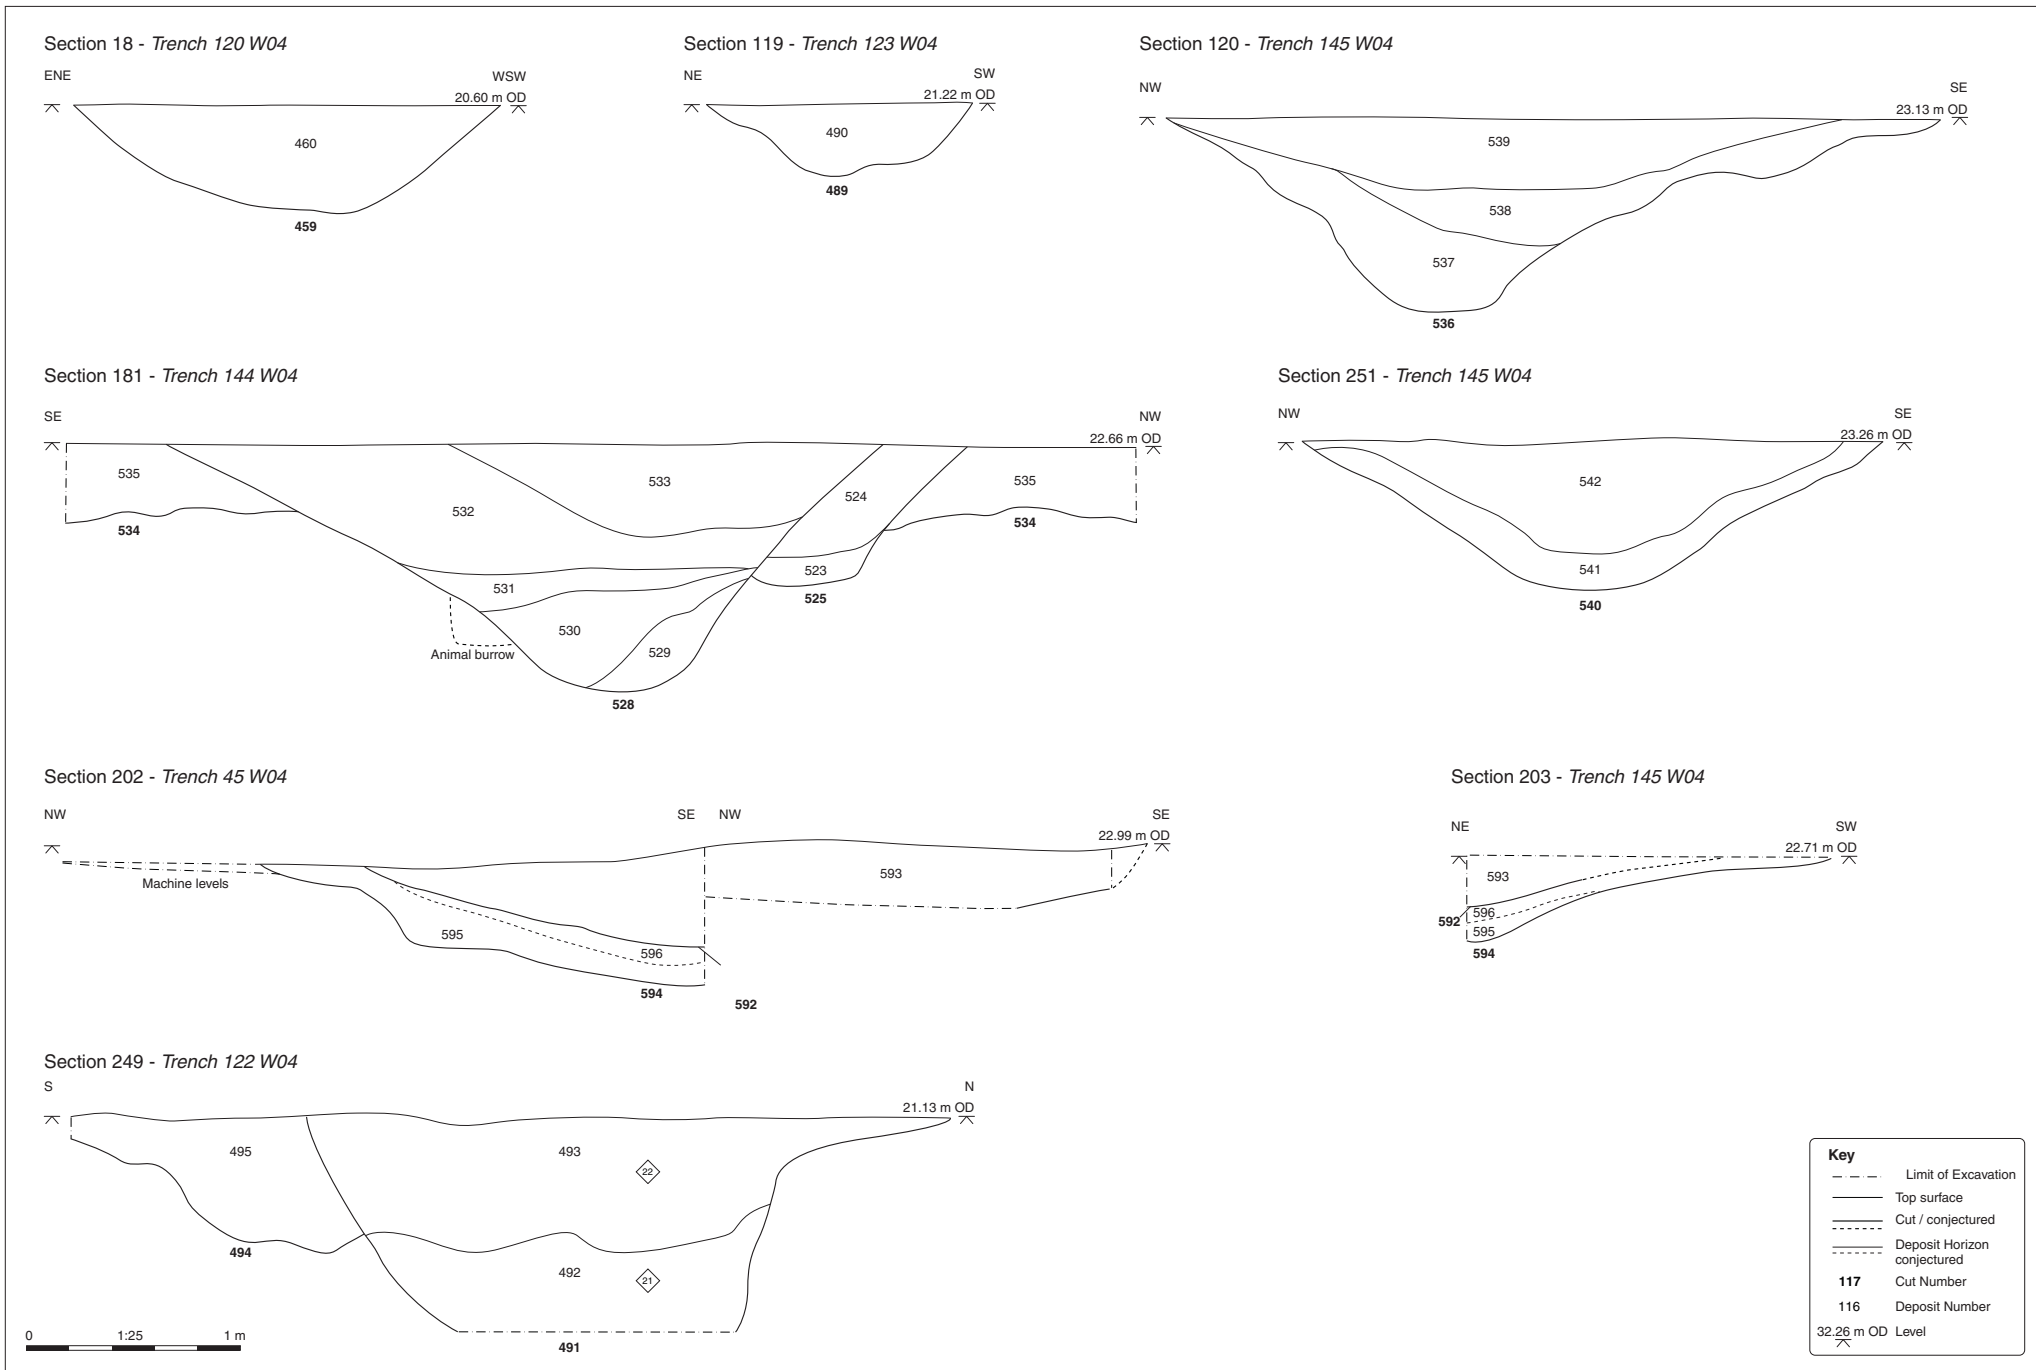 Section 18 - Trench 120 W04
ENE
WSW
20.60 m OD
460
459
Section 119 - Trench 123 W04
NE
SW
21.22 m OD
490
489
Section 120 - Trench 145 W04
NW
SE
23.13 m OD
539
538
537
536
Section 181 - Trench 144 W04
SE
NW
22.66 m OD
535
533
535
524
532
534
534
523
531
525
530
529
Animal burrow
528
Section 251 - Trench 145 W04
NW
SE
23.26 m OD
542
541
540
Section 202 - Trench 45 W04
NW
SE
NW
SE
22.99 m OD
593
Machine levels
595
596
594
592
Section 203 - Trench 145 W04
NE
SW
22.71 m OD
593
596
592
595
594
Section 249 - Trench 122 W04
S
N
21.13 m OD
495
493
22
494
492
21
491
0
1:25
1 m
Key
Limit of Excavation
Top surface
Cut / conjectured
Deposit Horizon
conjectured
117 Cut Number
116 Deposit Number
32.26 m OD Level